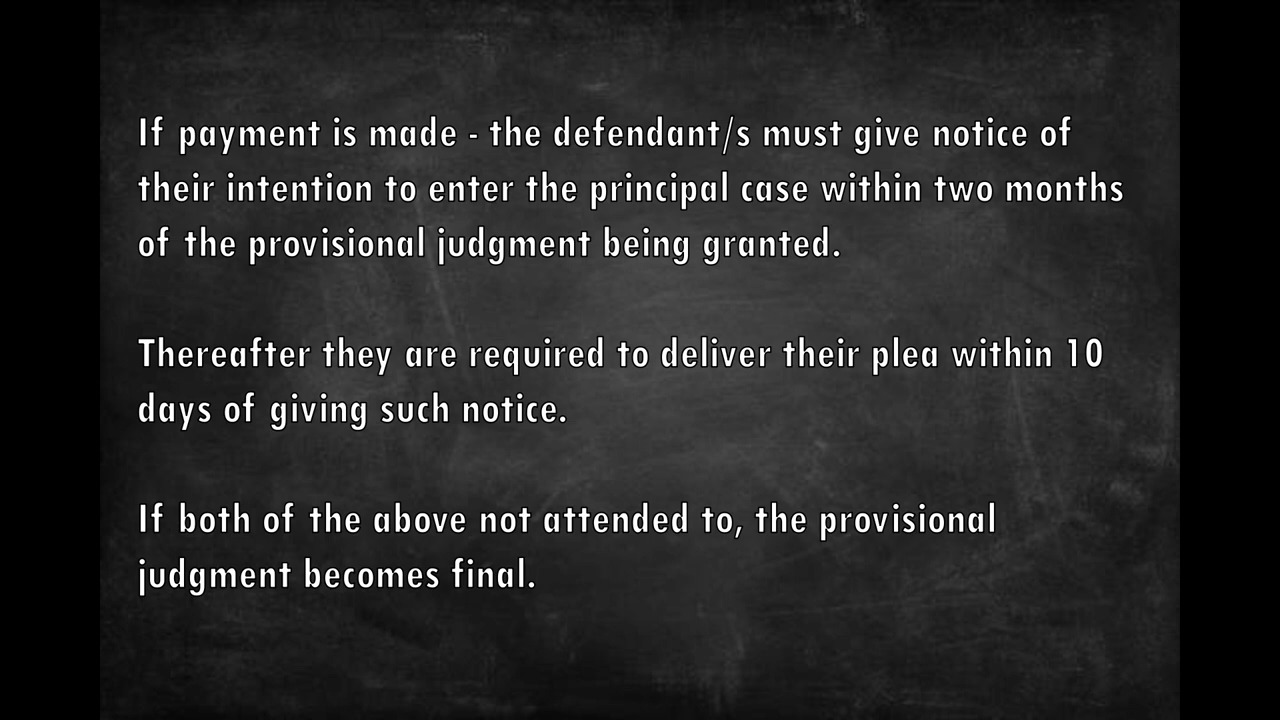 If payment is made - the defendant/s must give notice of
their intention to enter the principal case within two months
of the provisional judgment being granted.
Thereafter they are required to deliver their plea within 10
days of giving such notice.
If both of the above not attended to, the provisional
judgment becomes final.